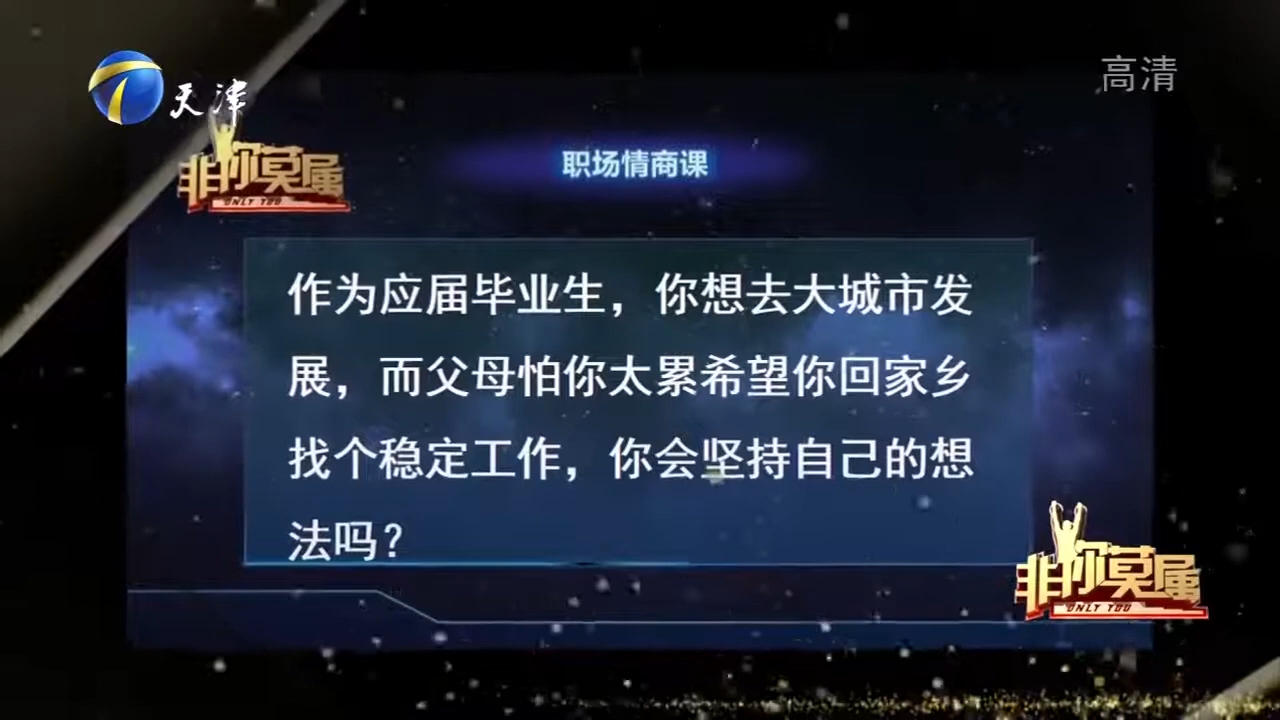 天津
高清
非你莫属
ONLY YOU
职场情商课
作为应届毕业生，你想去大城市发
展，而父母怕你太累希望你回家乡
找个稳定工作，你会坚持自己的想
法吗？
非你莫属
ONLY YOU